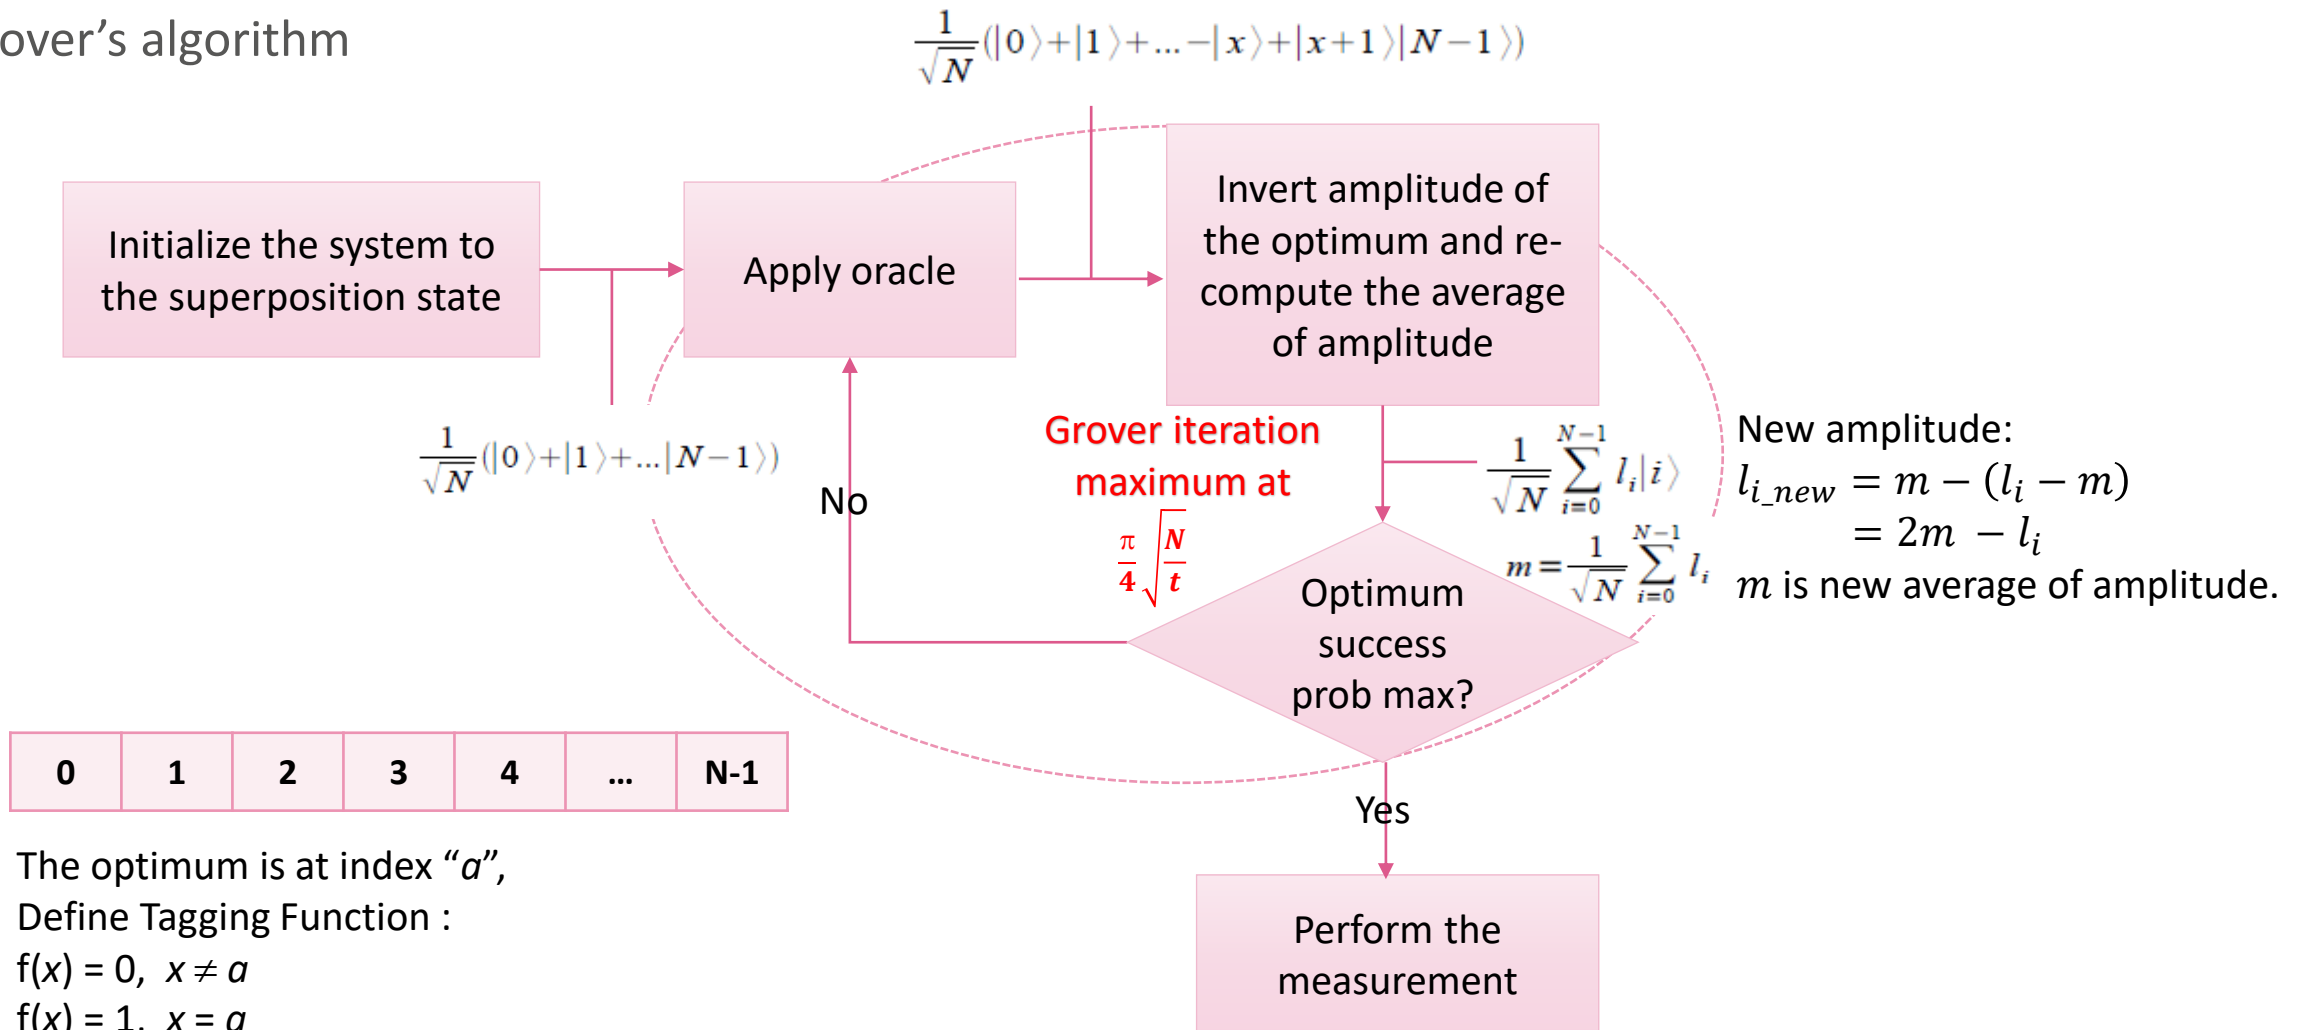 over's algorithm
1/√N (|0⟩+|1⟩+...−|x⟩+|x+1⟩|N−1⟩)
Initialize the system to
the superposition state
Apply oracle
Invert amplitude of
the optimum and re-
compute the average
of amplitude
1/√N (|0⟩+|1⟩+...|N−1⟩)
No
Grover iteration
maximum at
π/4 √(N/t)
1/√N ∑_{i=0}^{N−1} l_i|i⟩
m = 1/√N ∑_{i=0}^{N−1} l_i
New amplitude:
l_{i_new} = m − (l_i − m)
= 2m − l_i
m is new average of amplitude.
Optimum
success
prob max?
Yes
Perform the
measurement
0 1 2 3 4 ... N-1
The optimum is at index “a”,
Define Tagging Function :
f(x) = 0, x ≠ a
f(x) = 1, x = a